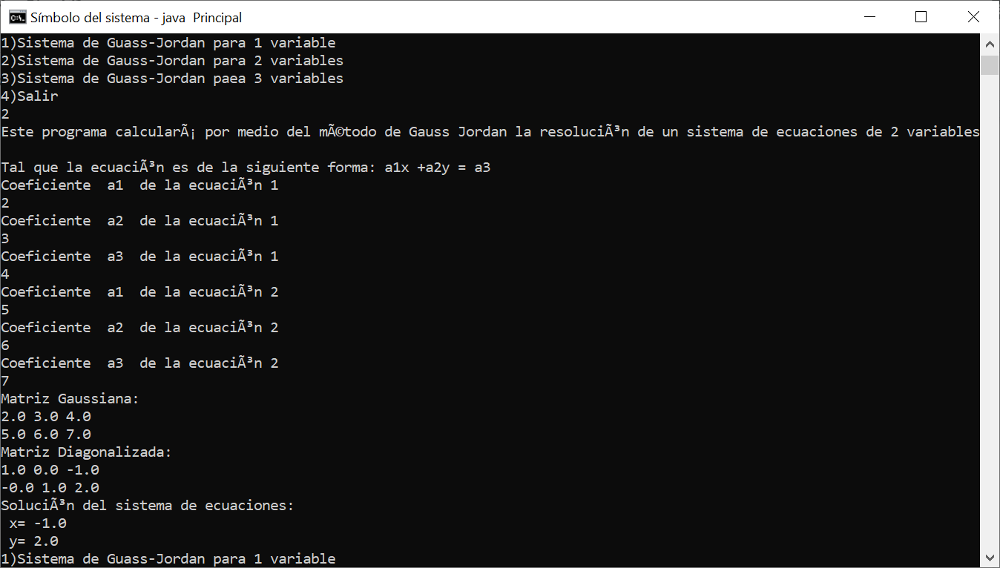 Símbolo del sistema - java  Principal
1)Sistema de Guass-Jordan para 1 variable
2)Sistema de Gauss-Jordan para 2 variables
3)Sistema de Guass-Jordan paea 3 variables
4)Salir
2
Este programa calcularÃ¡ por medio del mÃ©todo de Gauss Jordan la resoluciÃ³n de un sistema de ecuaciones de 2 variables
Tal que la ecuaciÃ³n es de la siguiente forma: a1x +a2y = a3
Coeficiente  a1  de la ecuaciÃ³n 1
2
Coeficiente  a2  de la ecuaciÃ³n 1
3
Coeficiente  a3  de la ecuaciÃ³n 1
4
Coeficiente  a1  de la ecuaciÃ³n 2
5
Coeficiente  a2  de la ecuaciÃ³n 2
6
Coeficiente  a3  de la ecuaciÃ³n 2
7
Matriz Gaussiana:
2.0 3.0 4.0
5.0 6.0 7.0
Matriz Diagonalizada:
1.0 0.0 -1.0
-0.0 1.0 2.0
SoluciÃ³n del sistema de ecuaciones:
 x= -1.0
 y= 2.0
1)Sistema de Guass-Jordan para 1 variable